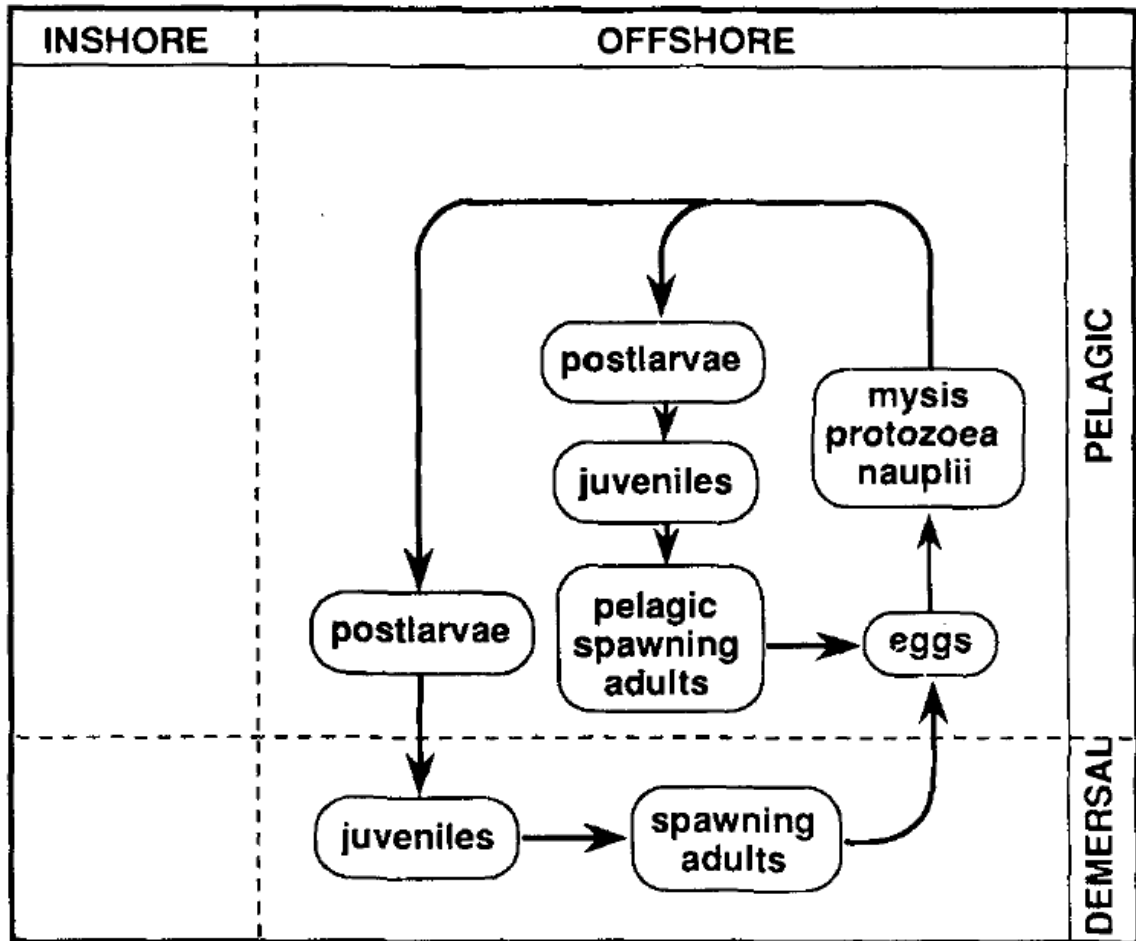 INSHORE
OFFSHORE
PELAGIC
postlarvae
mysis
protozoea
nauplii
juveniles
pelagic
spawning
adults
postlarvae
eggs
DEMERSAL
juveniles
spawning
adults